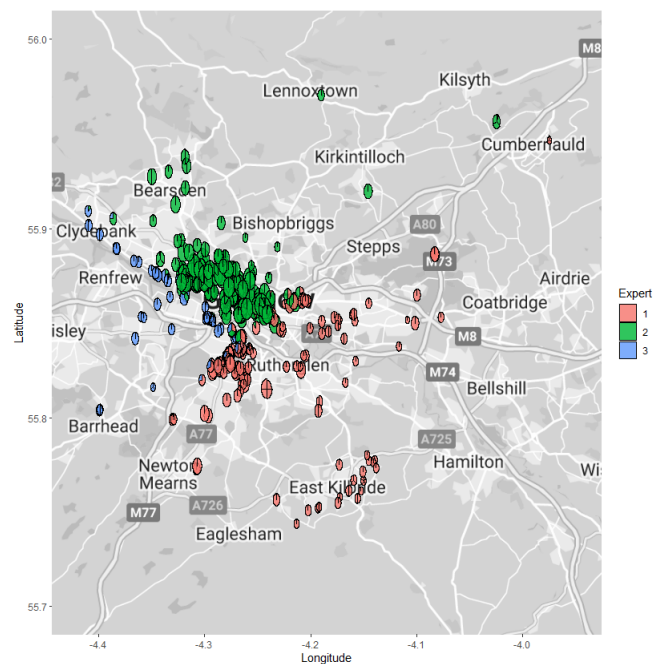 56.0
M8
Kilsyth
Lennoxtown
Cumbernauld
Kirkintilloch
Bearsden
55.9
Bishopbriggs
A80
Clydebank
Stepps
M73
Renfrew
Airdrie
Expert
1
2
3
Coatbridge
Latitude
isley
M8
M74
Bellshill
55.8
Barrhead
A77
A725
Newton
Mearns
Hamilton
Wi
East Kilbride
A726
M77
Eaglesham
55.7
-4.4
-4.3
-4.2
-4.1
-4.0
Longitude